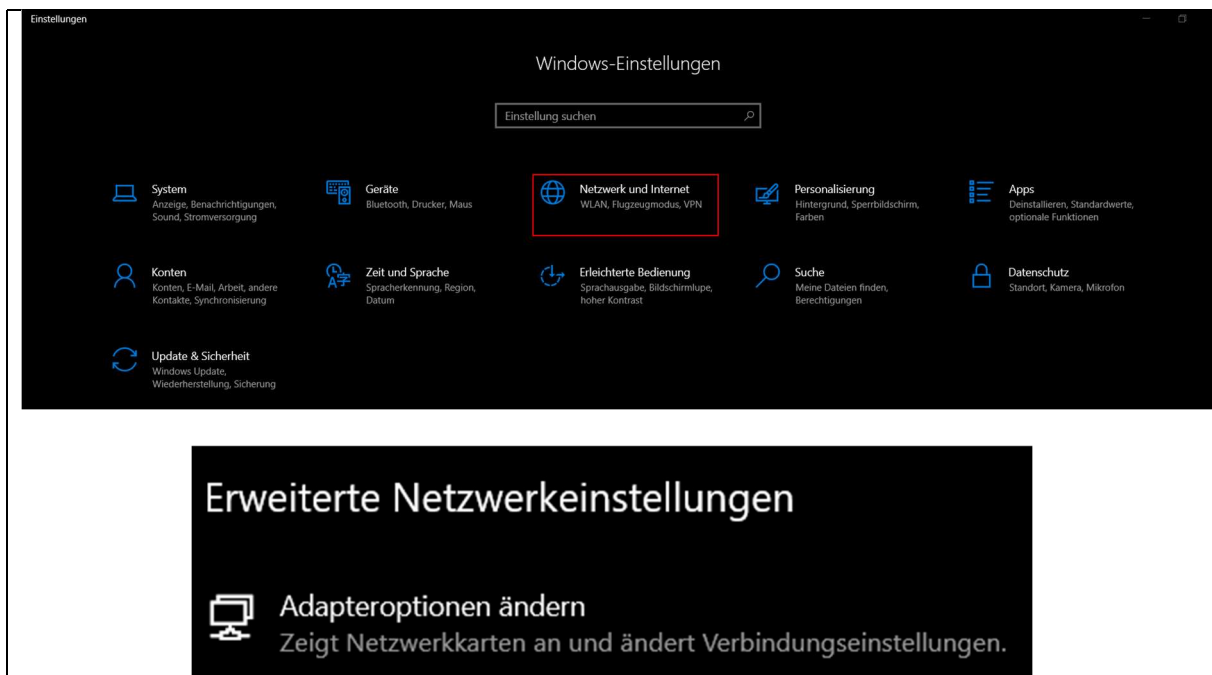 Einstellungen
Windows-Einstellungen
Einstellung suchen
System
Anzeige, Benachrichtigungen,
Sound, Stromversorgung
Geräte
Bluetooth, Drucker, Maus
Netzwerk und Internet
WLAN, Flugzeugmodus, VPN
Personalisierung
Hintergrund, Sperrbildschirm,
Farben
Apps
Deinstallieren, Standardwerte,
optionale Funktionen
Konten
Konten, E-Mail, Arbeit, andere
Kontakte, Synchronisierung
Zeit und Sprache
Spracherkennung, Region,
Datum
Erleichterte Bedienung
Sprachausgabe, Bildschirmlupe,
hoher Kontrast
Suche
Meine Dateien finden,
Berechtigungen
Datenschutz
Standort, Kamera, Mikrofon
Update & Sicherheit
Windows Update,
Wiederherstellung, Sicherung
Erweiterte Netzwerkeinstellungen
Adapteroptionen ändern
Zeigt Netzwerkkarten an und ändert Verbindungseinstellungen.